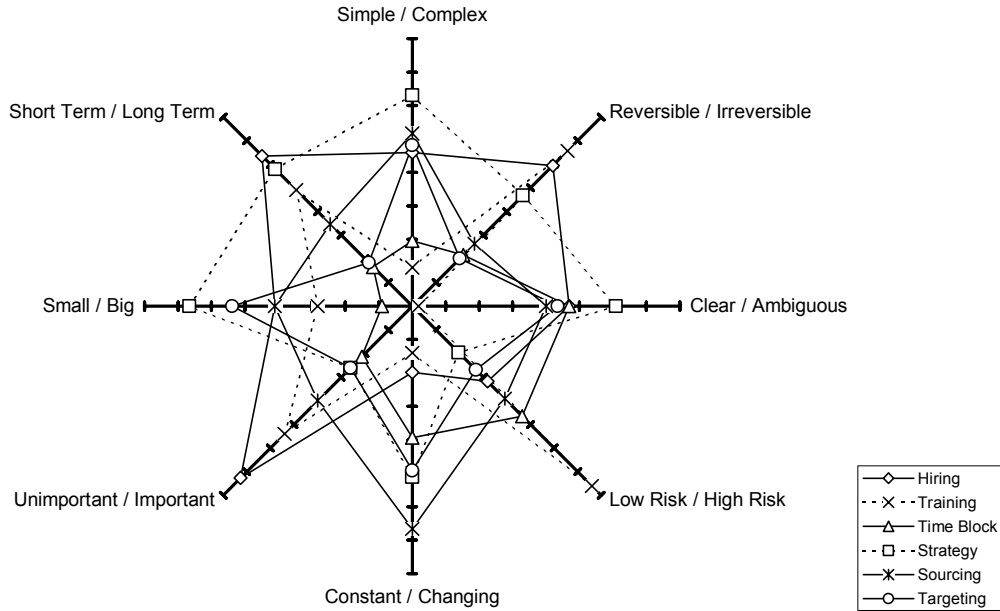 Simple / Complex
Short Term / Long Term
Reversible / Irreversible
Small / Big
Clear / Ambiguous
Unimportant / Important
Low Risk / High Risk
Constant / Changing
Hiring
Training
Time Block
Strategy
Sourcing
Targeting